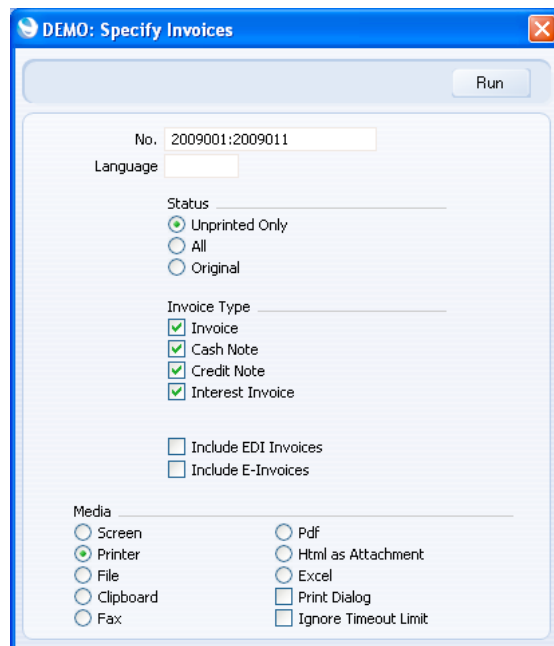 DEMO: Specify Invoices
Run
No. 2009001:2009011
Language
Status
Unprinted Only
All
Original
Invoice Type
Invoice
Cash Note
Credit Note
Interest Invoice
Include EDI Invoices
Include E-Invoices
Media
Screen Pdf
Printer Html as Attachment
File Excel
Clipboard Print Dialog
Fax Ignore Timeout Limit